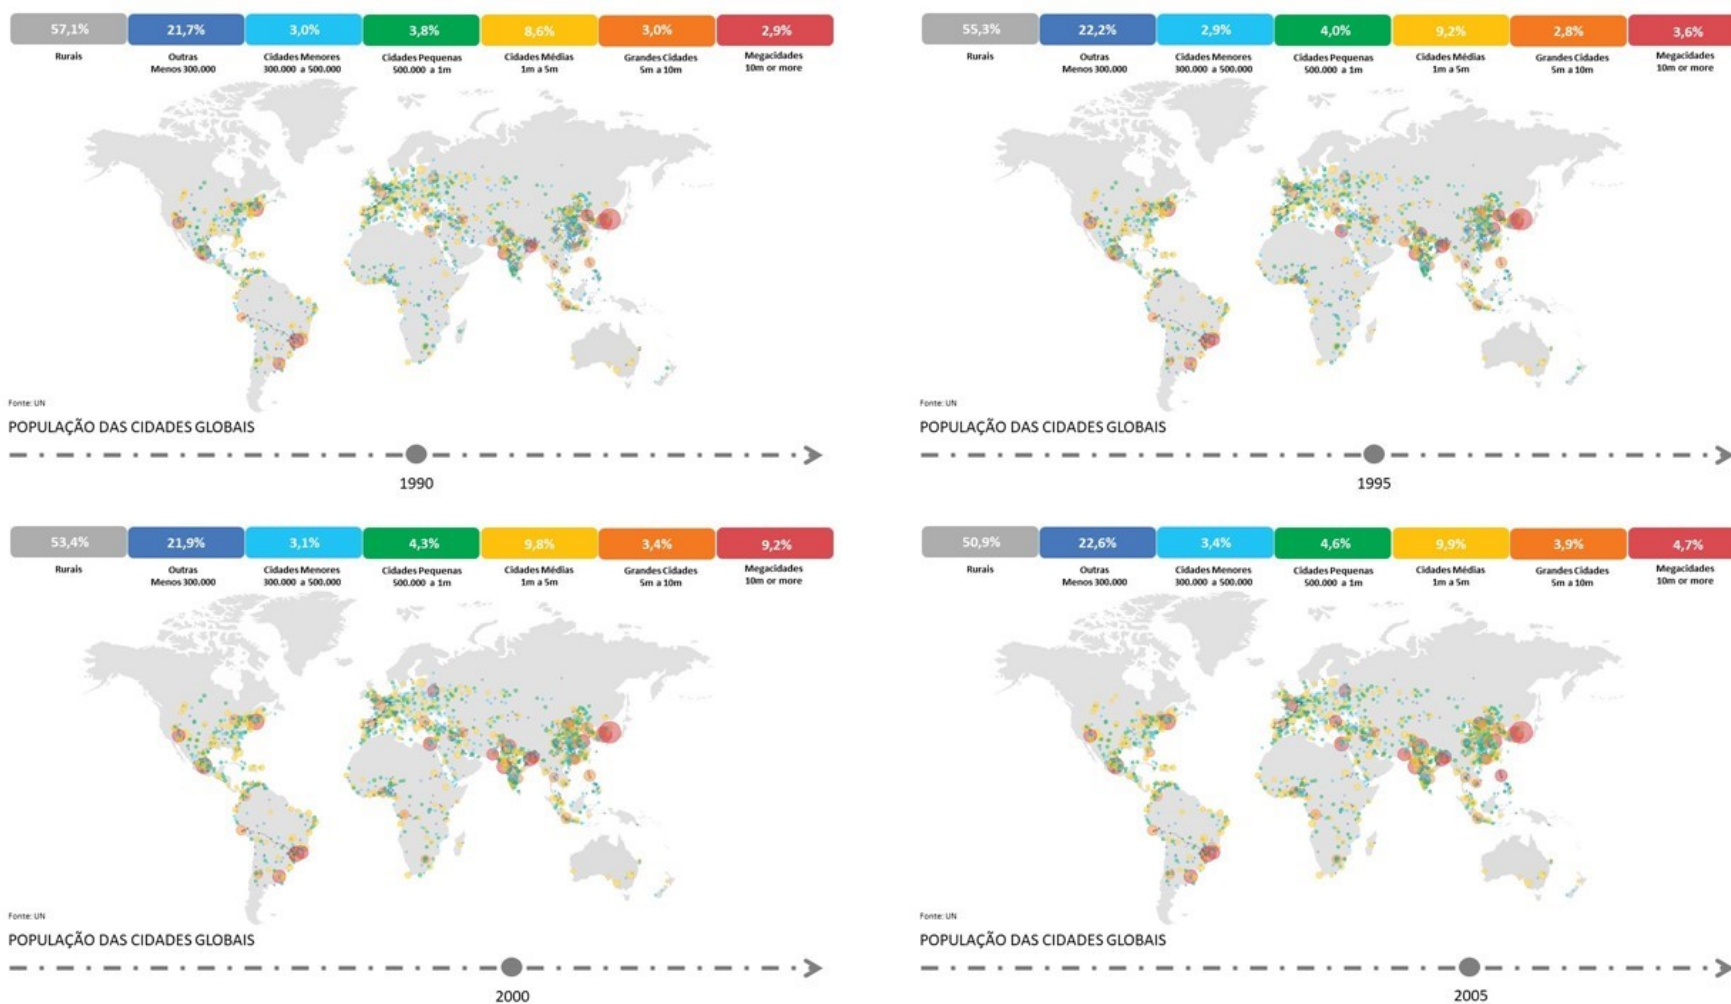 57,1% 21,7% 3,0% 3,8% 8,6% 3,0% 2,9%
Rurais Outras Cidades Menores Cidades Pequenas Cidades Médias Grandes Cidades Megacidades
Menos 300.000 300.000 a 500.000 500.000 a 1m 1m a 5m 5m a 10m 10m or more
Fonte: UN
POPULAÇÃO DAS CIDADES GLOBAIS
1990
55,3% 22,2% 2,9% 4,0% 9,2% 2,8% 3,6%
Rurais Outras Cidades Menores Cidades Pequenas Cidades Médias Grandes Cidades Megacidades
Menos 300.000 300.000 a 500.000 500.000 a 1m 1m a 5m 5m a 10m 10m or more
Fonte: UN
POPULAÇÃO DAS CIDADES GLOBAIS
1995
53,4% 21,9% 3,1% 4,3% 9,8% 3,4% 9,2%
Rurais Outras Cidades Menores Cidades Pequenas Cidades Médias Grandes Cidades Megacidades
Menos 300.000 300.000 a 500.000 500.000 a 1m 1m a 5m 5m a 10m 10m or more
Fonte: UN
POPULAÇÃO DAS CIDADES GLOBAIS
2000
50,9% 22,6% 3,4% 4,6% 9,9% 3,9% 4,7%
Rurais Outras Cidades Menores Cidades Pequenas Cidades Médias Grandes Cidades Megacidades
Menos 300.000 300.000 a 500.000 500.000 a 1m 1m a 5m 5m a 10m 10m or more
Fonte: UN
POPULAÇÃO DAS CIDADES GLOBAIS
2005